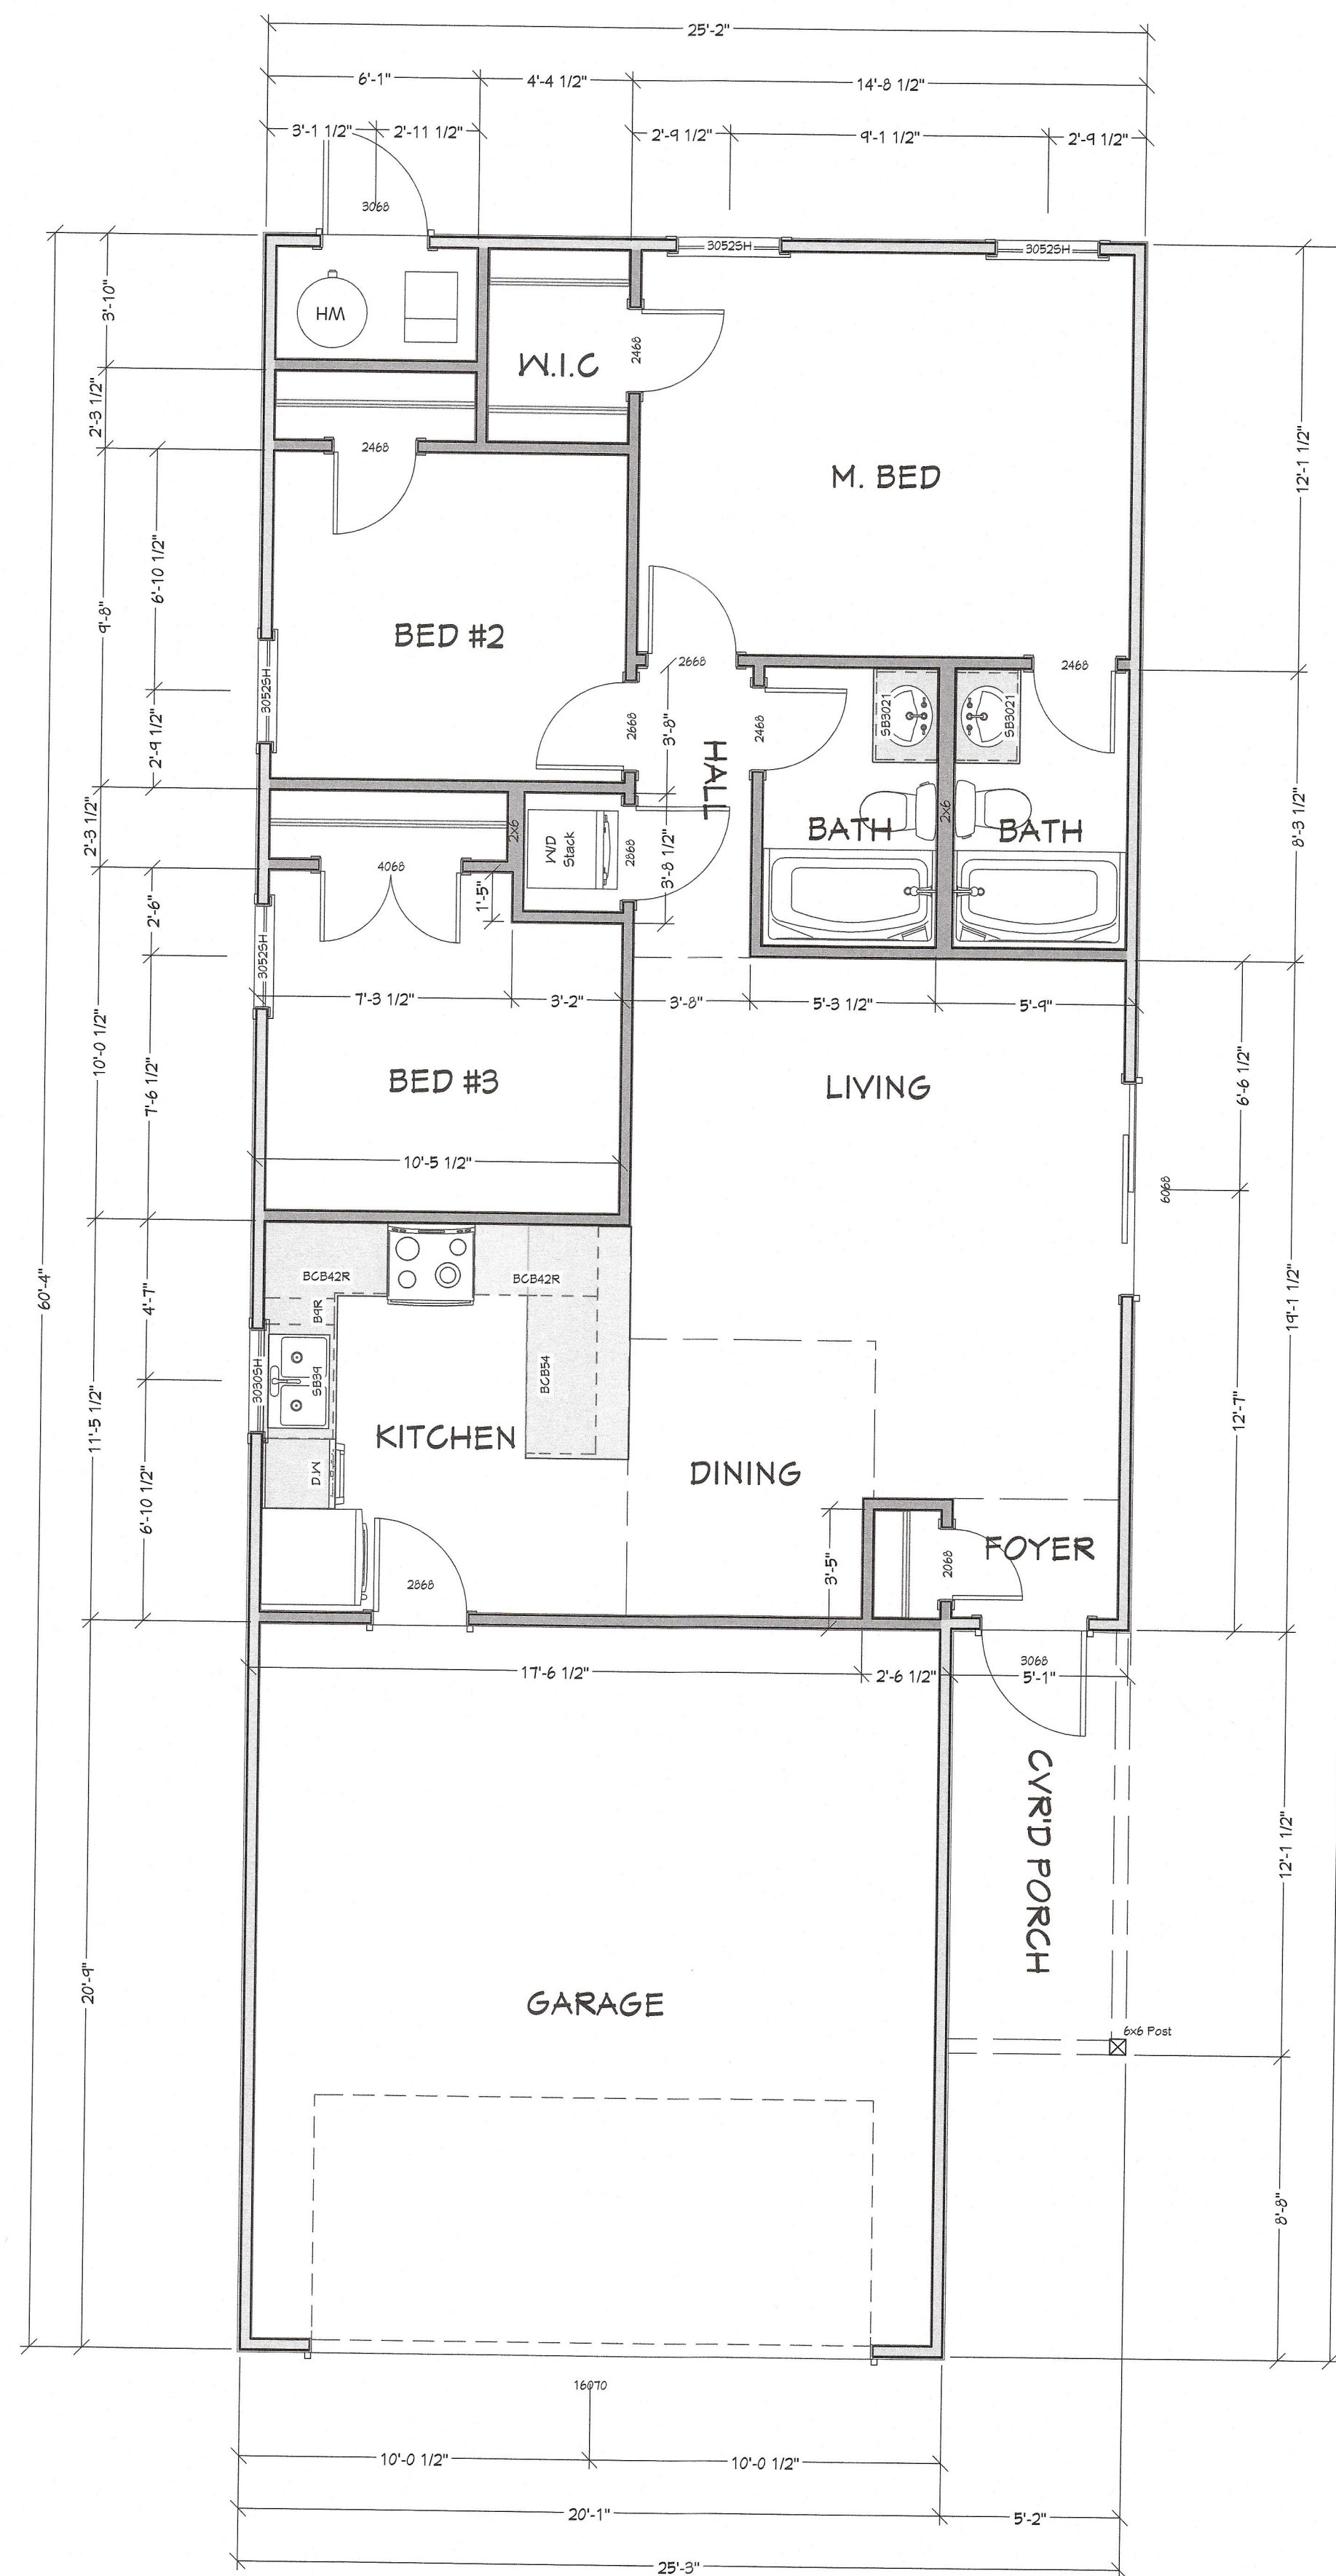 25'-2"
6'-1" 4'-4 1/2" 14'-8 1/2"
3'-1 1/2" 2'-11 1/2" 2'-9 1/2" 9'-1 1/2" 2'-9 1/2"
3068
3052SH 3052SH
3'-10"
WH
W.I.C
2468
2'-3 1/2"
2468
M. BED
12'-1 1/2"
6'-10 1/2"
9'-8"
BED #2
2668
2468
3052SH
2'-9 1/2"
2668
3'-8"
HALL
2468
SB3021
SB3021
2'-3 1/2"
2x6
W/D
Stack
2868
3'-8 1/2"
BATH
2x6
BATH
8'-3 1/2"
4068
1'-5"
2'-6"
3052SH
7'-3 1/2" 3'-2" 3'-8" 5'-3 1/2" 5'-9"
10'-0 1/2"
7'-6 1/2"
BED #3
LIVING
6'-6 1/2"
10'-5 1/2"
6068
60'-4"
4'-7"
BCB42R
BCB42R
B9R
3030SH
SB39
BCB54
19'-1 1/2"
12'-7"
11'-5 1/2"
KITCHEN
D.W
DINING
6'-10 1/2"
2868
3'-5"
2068
FOYER
3068
17'-6 1/2" 2'-6 1/2" 5'-1"
CVR'D PORCH
12'-1 1/2"
20'-9"
GARAGE
6x6 Post
8'-8"
16070
10'-0 1/2" 10'-0 1/2"
20'-1" 5'-2"
25'-3"